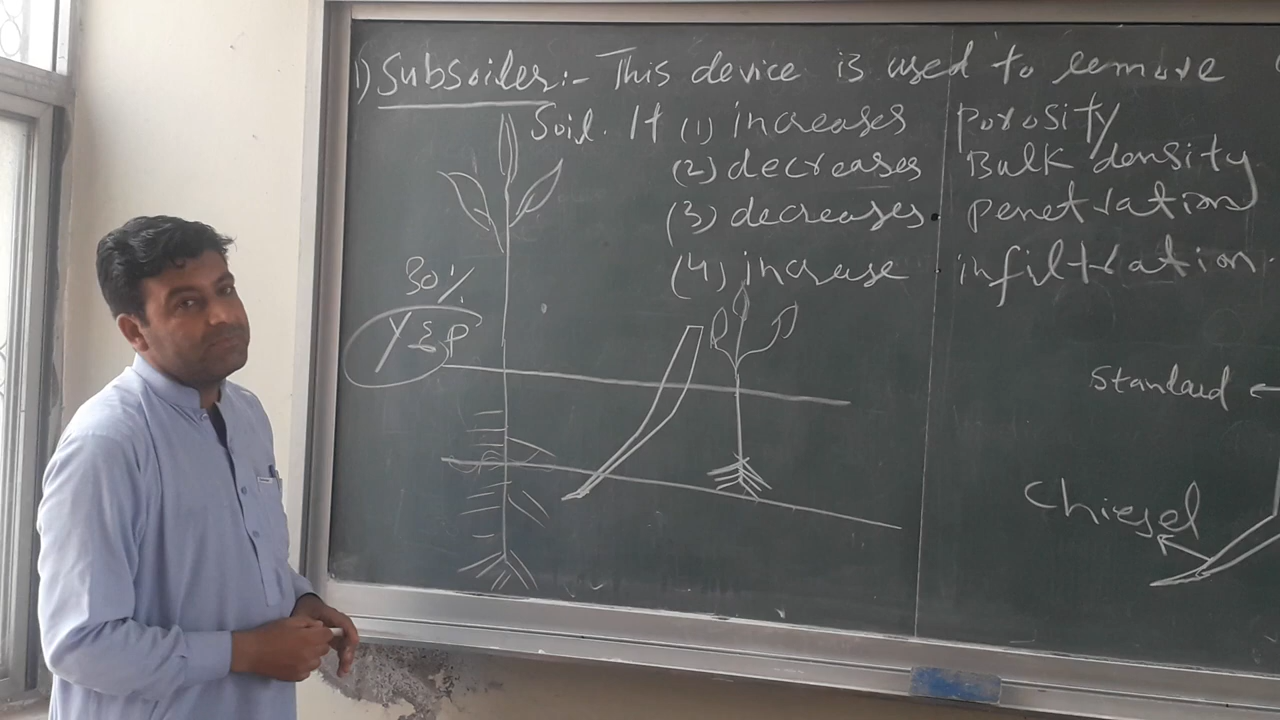 1) Subsoiler:- This device is used to remove
Soil. It (1) increases porosity
(2) decreases Bulk density
(3) decreases penetration
(4) increase infiltration.
30%
Y&P
Standard
Chiesel